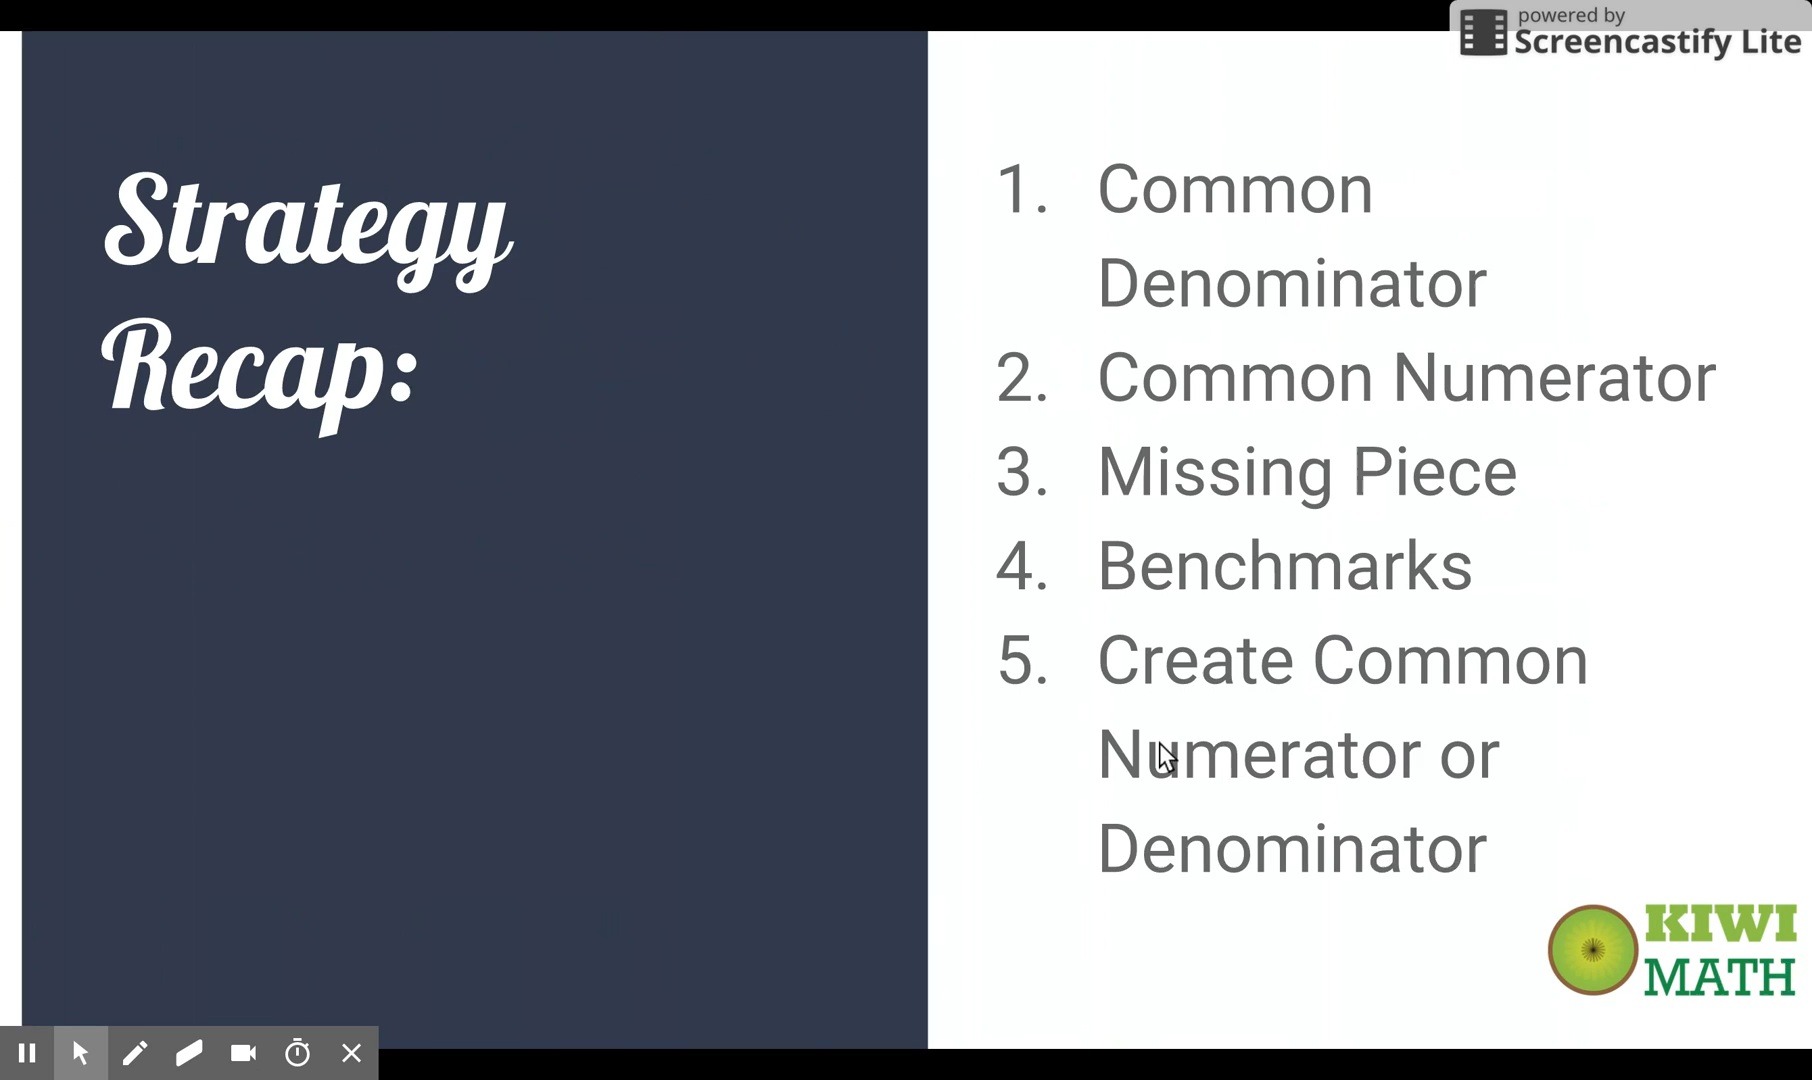 powered by
Screencastify Lite
Strategy
Recap:
1. Common
Denominator
2. Common Numerator
3. Missing Piece
4. Benchmarks
5. Create Common
Numerator or
Denominator
KIWI
MATH